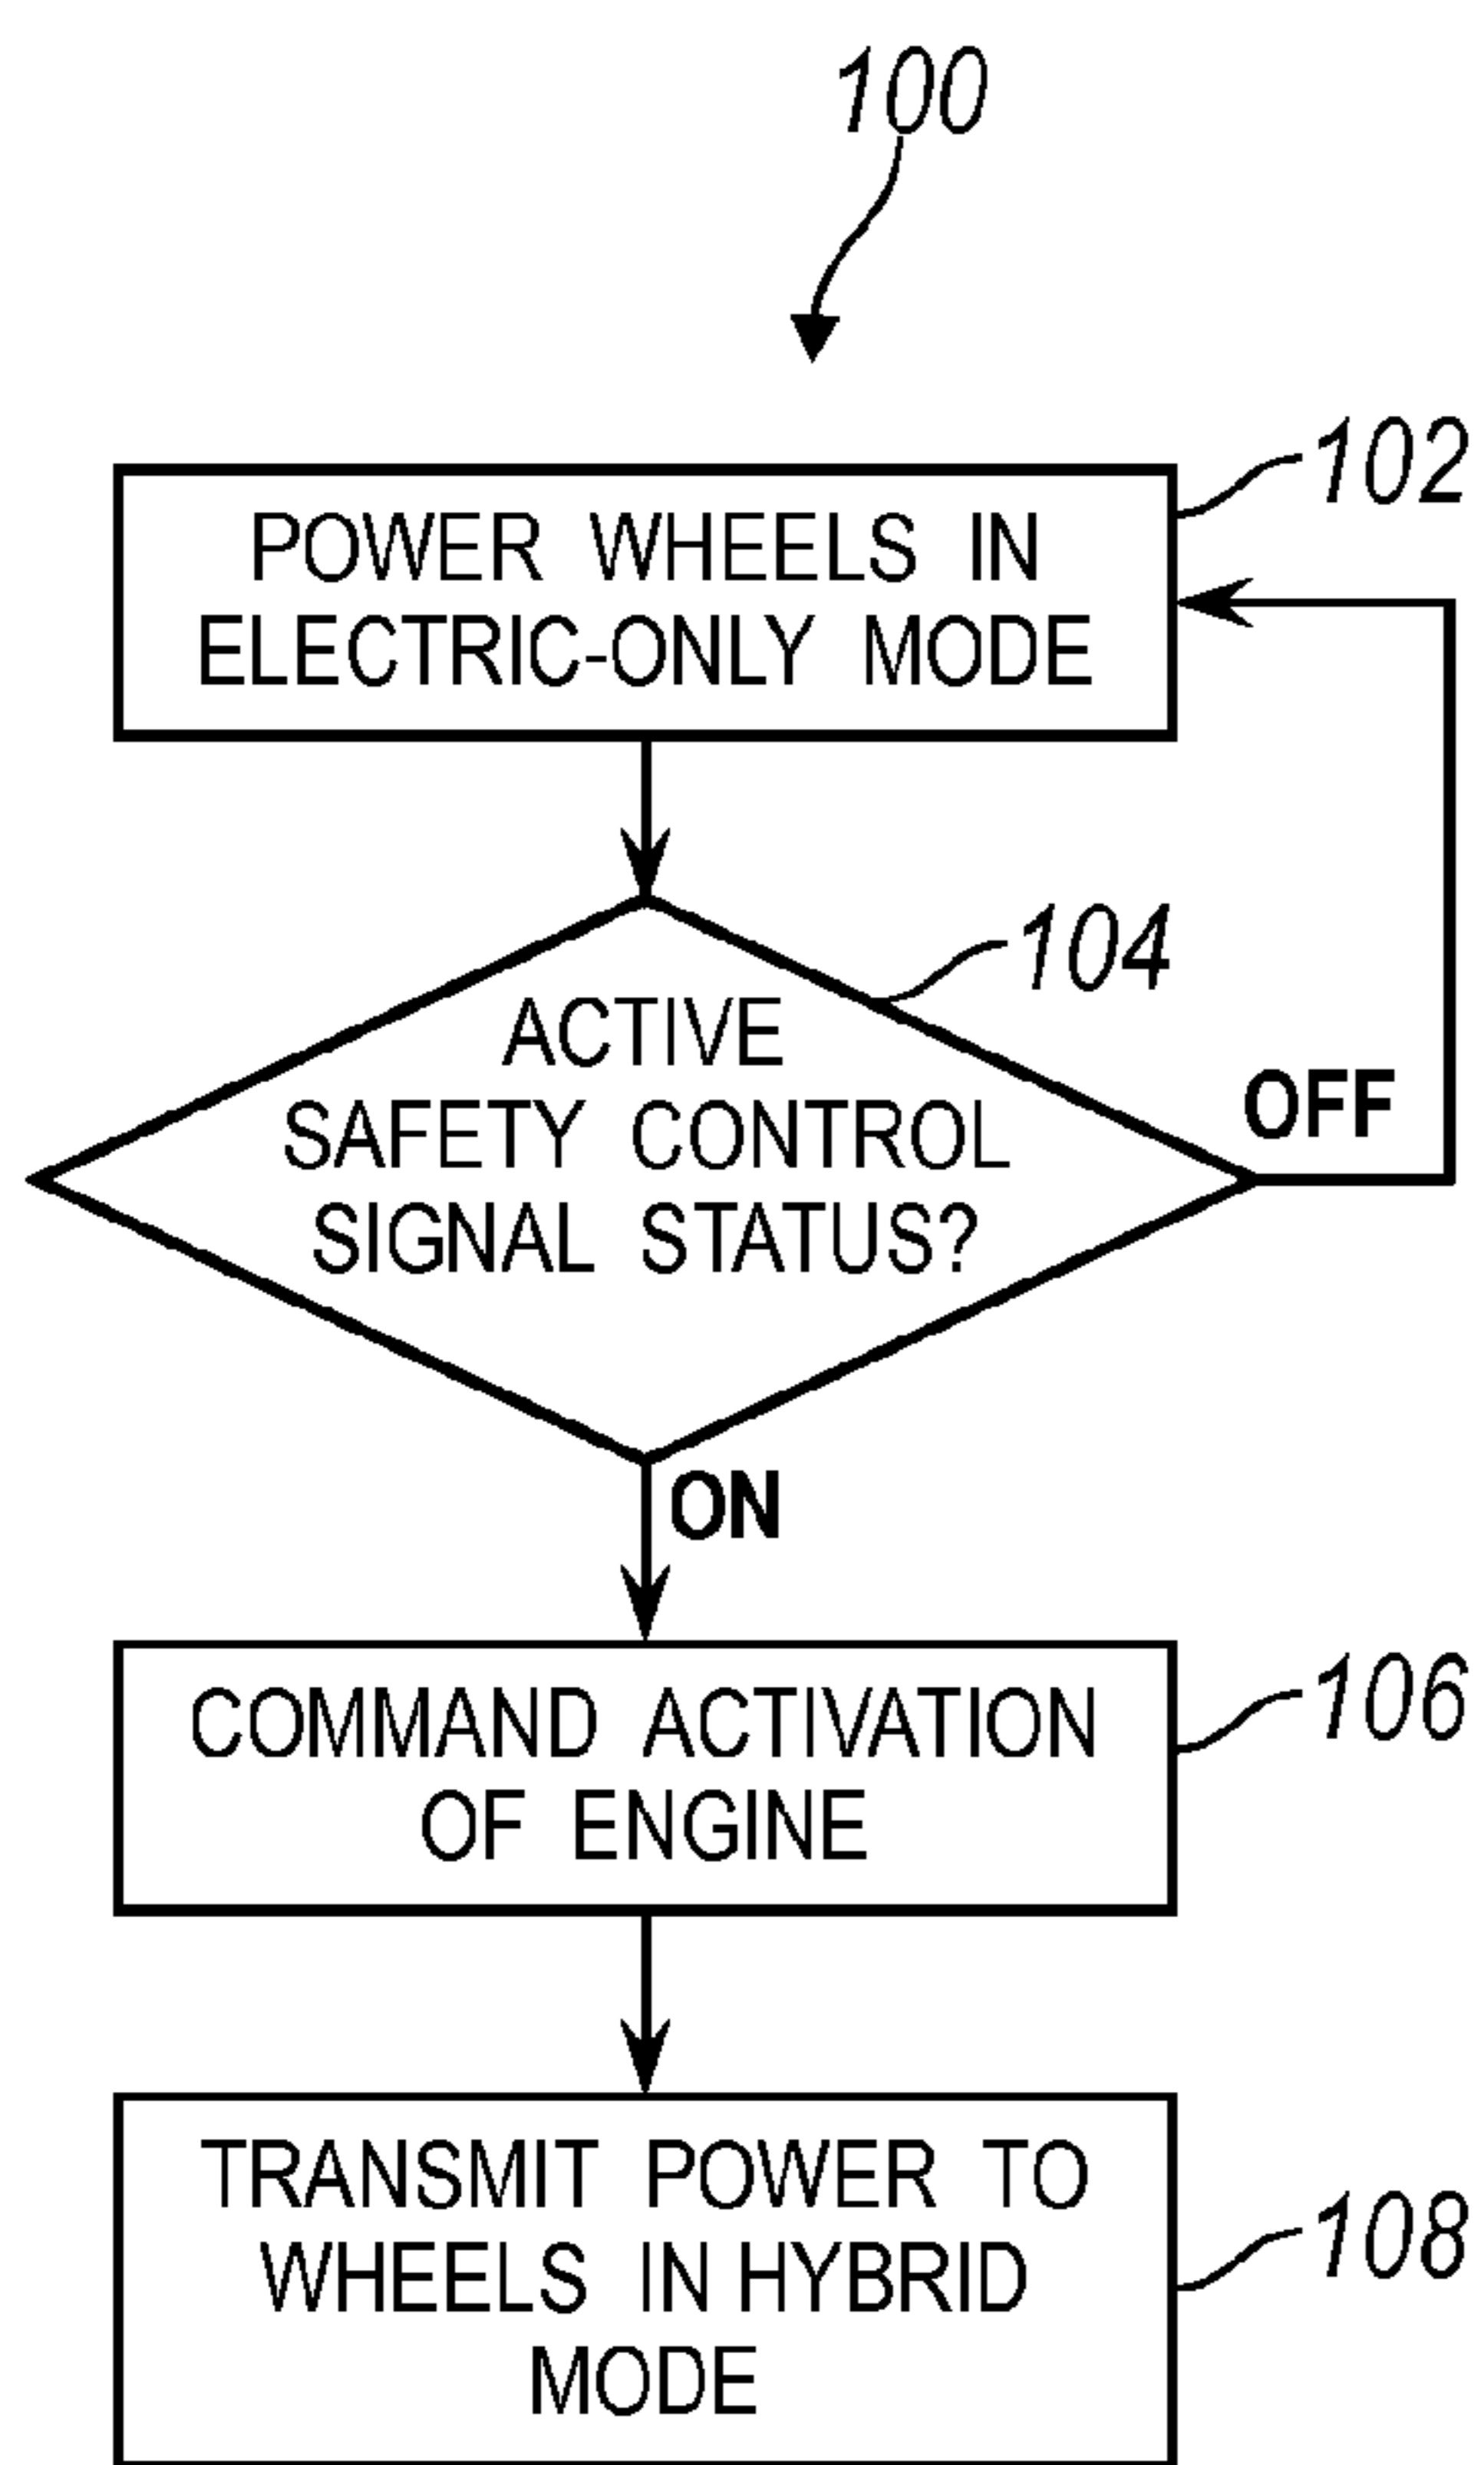 100
102
POWER WHEELS IN
ELECTRIC-ONLY MODE
104
ACTIVE
SAFETY CONTROL
SIGNAL STATUS?
OFF
ON
106
COMMAND ACTIVATION
OF ENGINE
108
TRANSMIT POWER TO
WHEELS IN HYBRID
MODE